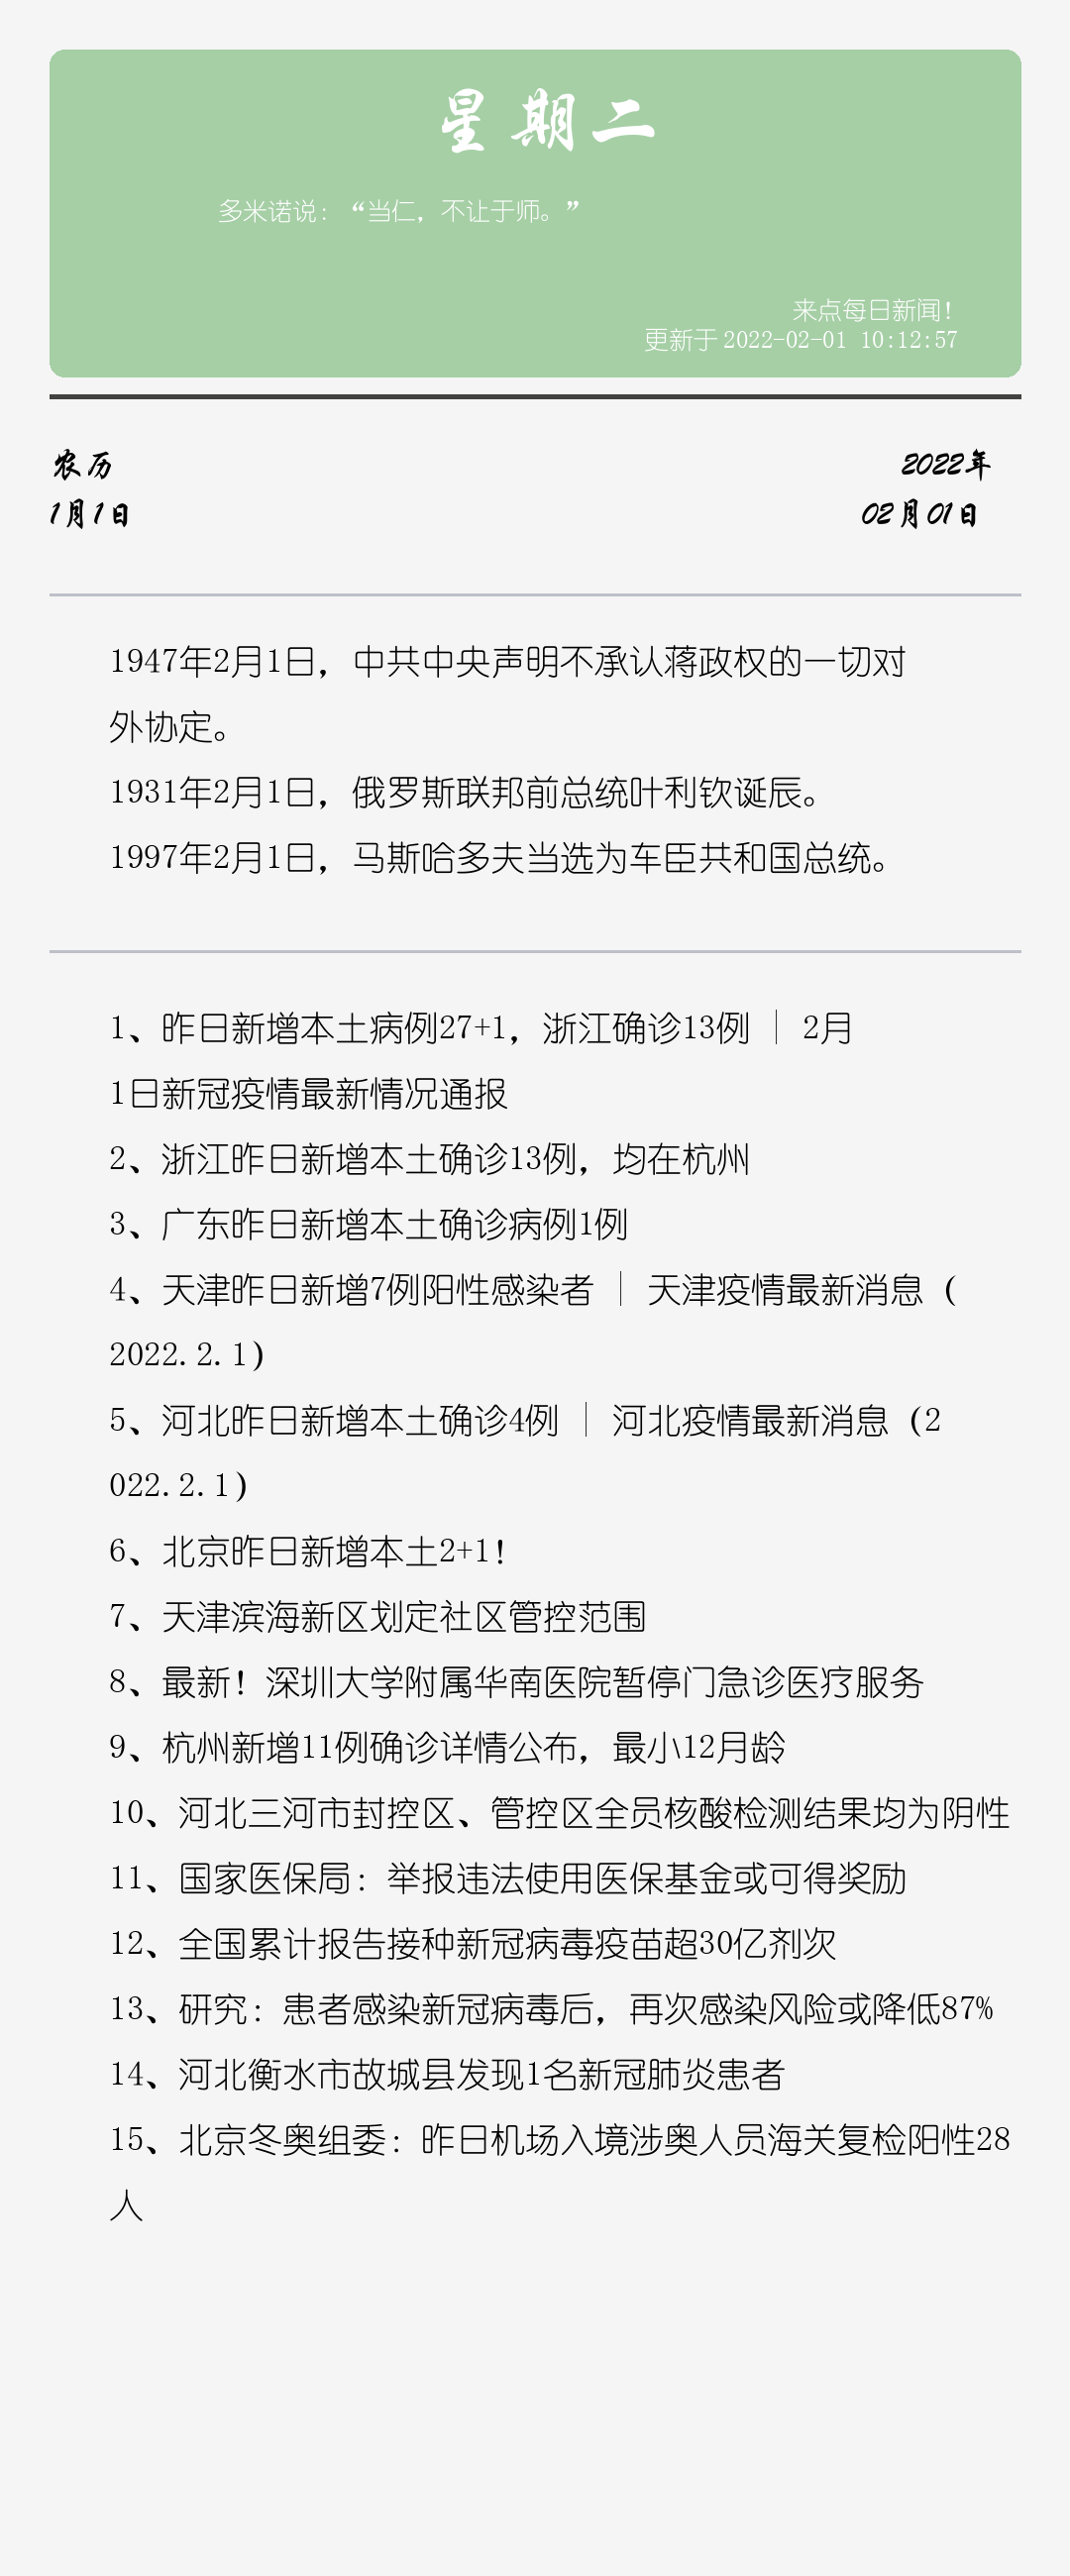 星期二
多米诺说：“当仁，不让于师。”
来点每日新闻！
更新于 2022-02-01 10:12:57
农历
2022年
1月1日
02月01日
1947年2月1日，中共中央声明不承认蒋政权的一切对
外协定。
1931年2月1日，俄罗斯联邦前总统叶利钦诞辰。
1997年2月1日，马斯哈多夫当选为车臣共和国总统。
1、昨日新增本土病例27+1，浙江确诊13例 | 2月
1日新冠疫情最新情况通报
2、浙江昨日新增本土确诊13例，均在杭州
3、广东昨日新增本土确诊病例1例
4、天津昨日新增7例阳性感染者 | 天津疫情最新消息（
2022.2.1）
5、河北昨日新增本土确诊4例 | 河北疫情最新消息（2
022.2.1）
6、北京昨日新增本土2+1！
7、天津滨海新区划定社区管控范围
8、最新！深圳大学附属华南医院暂停门急诊医疗服务
9、杭州新增11例确诊详情公布，最小12月龄
10、河北三河市封控区、管控区全员核酸检测结果均为阴性
11、国家医保局：举报违法使用医保基金或可得奖励
12、全国累计报告接种新冠病毒疫苗超30亿剂次
13、研究：患者感染新冠病毒后，再次感染风险或降低87%
14、河北衡水市故城县发现1名新冠肺炎患者
15、北京冬奥组委：昨日机场入境涉奥人员海关复检阳性28
人